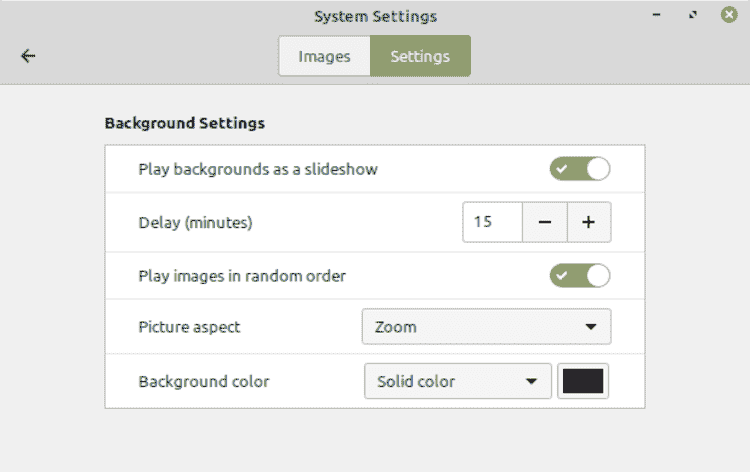 System Settings
Images Settings
Background Settings
Play backgrounds as a slideshow
Delay (minutes) 15
Play images in random order
Picture aspect Zoom
Background color Solid color